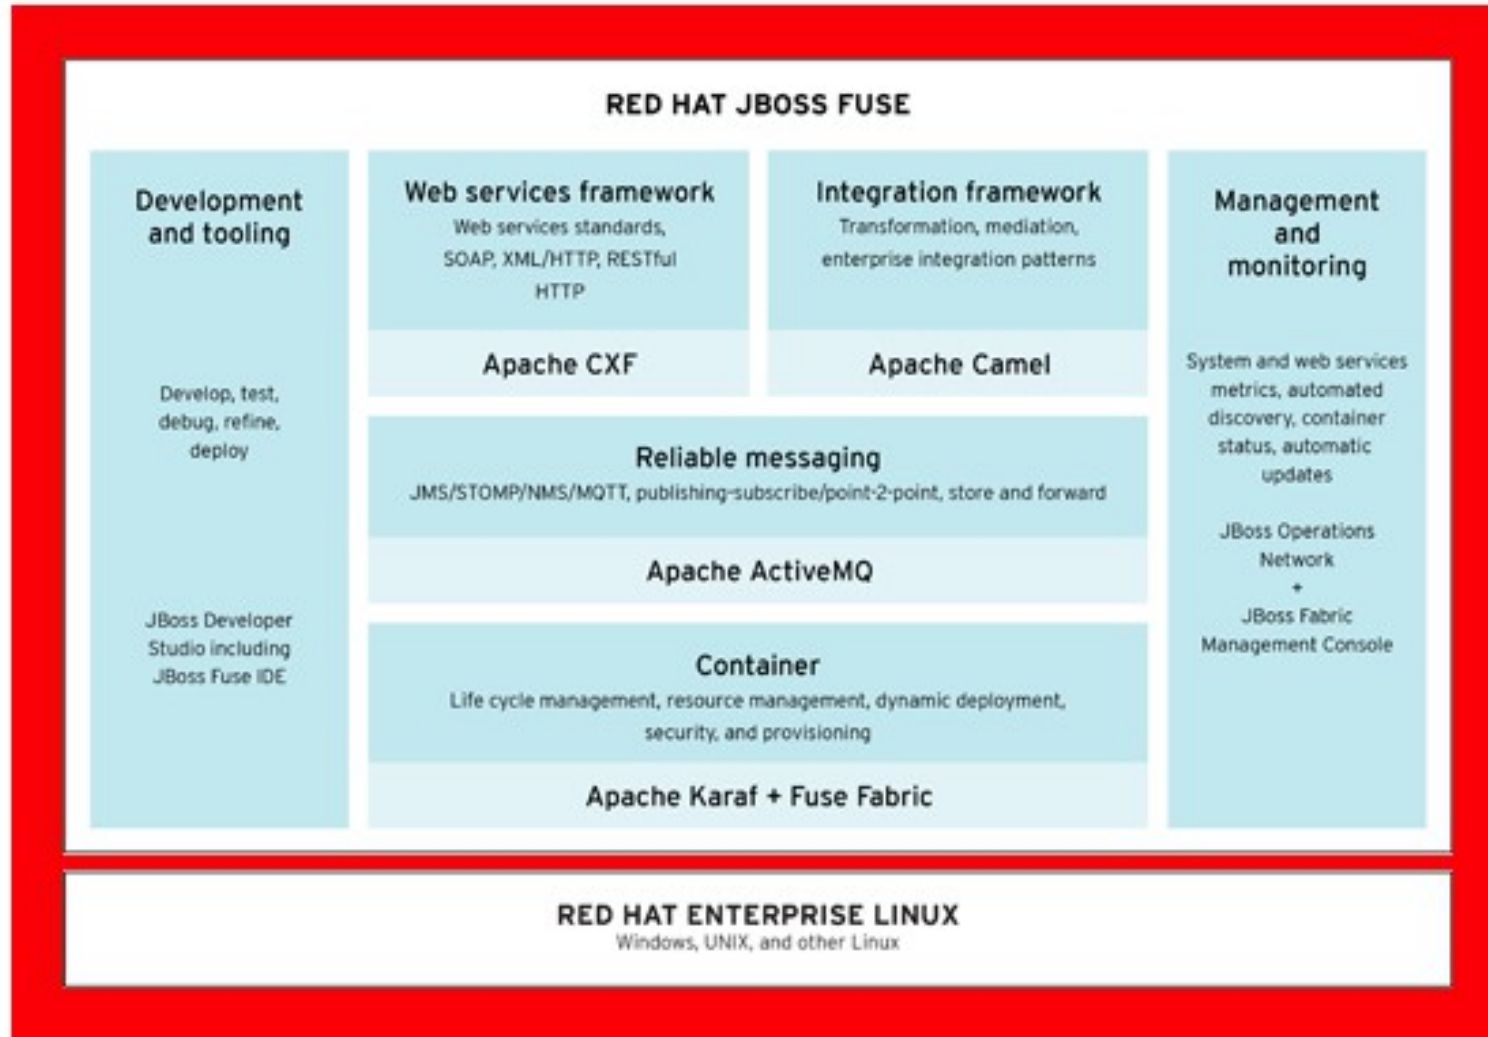 RED HAT JBOSS FUSE
Development
and tooling
Develop, test,
debug, refine,
deploy
JBoss Developer
Studio including
JBoss Fuse IDE
Web services framework
Web services standards,
SOAP, XML/HTTP, RESTful
HTTP
Apache CXF
Integration framework
Transformation, mediation,
enterprise integration patterns
Apache Camel
Reliable messaging
JMS/STOMP/NMS/MQTT, publishing-subscribe/point-2-point, store and forward
Apache ActiveMQ
Container
Life cycle management, resource management, dynamic deployment,
security, and provisioning
Apache Karaf + Fuse Fabric
Management
and
monitoring
System and web services
metrics, automated
discovery, container
status, automatic
updates
JBoss Operations
Network
+
JBoss Fabric
Management Console
RED HAT ENTERPRISE LINUX
Windows, UNIX, and other Linux